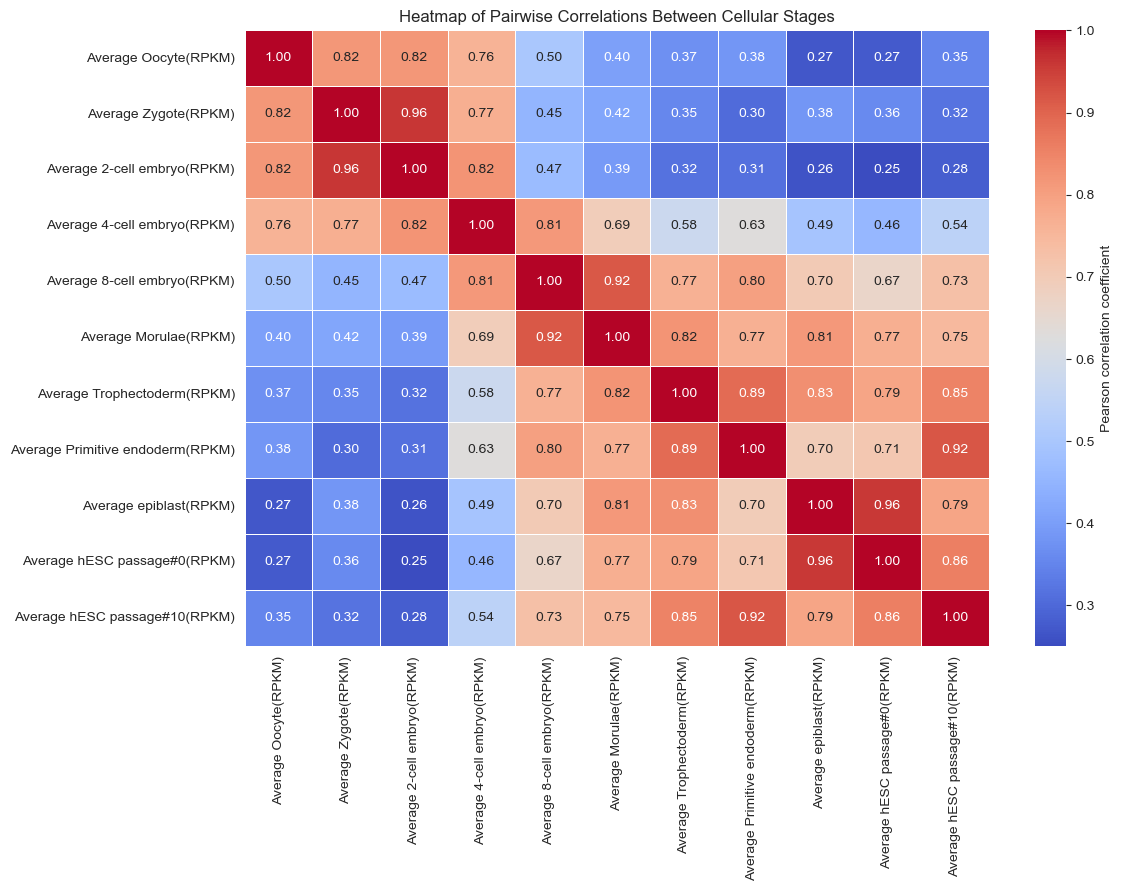 Heatmap of Pairwise Correlations Between Cellular Stages
Average Oocyte(RPKM) 1.00 0.82 0.82 0.76 0.50 0.40 0.37 0.38 0.27 0.27 0.35
Average Zygote(RPKM) 0.82 1.00 0.96 0.77 0.45 0.42 0.35 0.30 0.38 0.36 0.32
Average 2-cell embryo(RPKM) 0.82 0.96 1.00 0.82 0.47 0.39 0.32 0.31 0.26 0.25 0.28
Average 4-cell embryo(RPKM) 0.76 0.77 0.82 1.00 0.81 0.69 0.58 0.63 0.49 0.46 0.54
Average 8-cell embryo(RPKM) 0.50 0.45 0.47 0.81 1.00 0.92 0.77 0.80 0.70 0.67 0.73
Average Morulae(RPKM) 0.40 0.42 0.39 0.69 0.92 1.00 0.82 0.77 0.81 0.77 0.75
Average Trophectoderm(RPKM) 0.37 0.35 0.32 0.58 0.77 0.82 1.00 0.89 0.83 0.79 0.85
Average Primitive endoderm(RPKM) 0.38 0.30 0.31 0.63 0.80 0.77 0.89 1.00 0.70 0.71 0.92
Average epiblast(RPKM) 0.27 0.38 0.26 0.49 0.70 0.81 0.83 0.70 1.00 0.96 0.79
Average hESC passage#0(RPKM) 0.27 0.36 0.25 0.46 0.67 0.77 0.79 0.71 0.96 1.00 0.86
Average hESC passage#10(RPKM) 0.35 0.32 0.28 0.54 0.73 0.75 0.85 0.92 0.79 0.86 1.00
Average Oocyte(RPKM)
Average Zygote(RPKM)
Average 2-cell embryo(RPKM)
Average 4-cell embryo(RPKM)
Average 8-cell embryo(RPKM)
Average Morulae(RPKM)
Average Trophectoderm(RPKM)
Average Primitive endoderm(RPKM)
Average epiblast(RPKM)
Average hESC passage#0(RPKM)
Average hESC passage#10(RPKM)
1.0
0.9
0.8
0.7
0.6
0.5
0.4
0.3
Pearson correlation coefficient